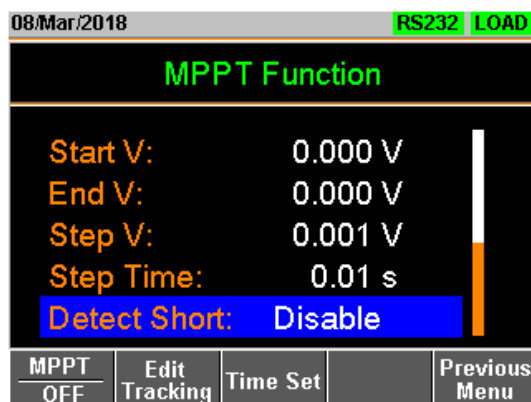 08/Mar/2018 RS232 LOAD
MPPT Function
Start V: 0.000 V
End V: 0.000 V
Step V: 0.001 V
Step Time: 0.01 s
Detect Short: Disable
MPPT Edit Time Set Previous
OFF Tracking Menu